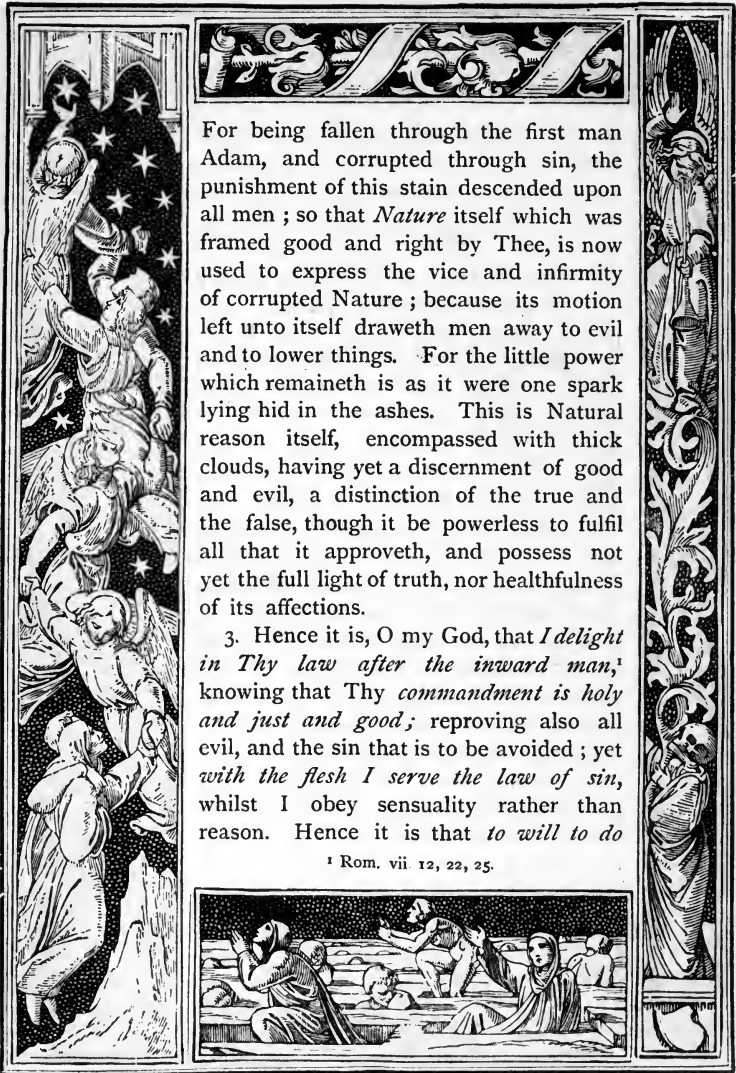 For being fallen through the first man
Adam, and corrupted through sin, the
punishment of this stain descended upon
all men ; so that Nature itself which was
framed good and right by Thee, is now
used to express the vice and infirmity
of corrupted Nature ; because its motion
left unto itself draweth men away to evil
and to lower things. For the little power
which remaineth is as it were one spark
lying hid in the ashes. This is Natural
reason itself, encompassed with thick
clouds, having yet a discernment of good
and evil, a distinction of the true and
the false, though it be powerless to fulfil
all that it approveth, and possess not
yet the full light of truth, nor healthfulness
of its affections.
3. Hence it is, O my God, that I delight
in Thy law after the inward man,¹
knowing that Thy commandment is holy
and just and good; reproving also all
evil, and the sin that is to be avoided ; yet
with the flesh I serve the law of sin,
whilst I obey sensuality rather than
reason. Hence it is that to will to do
¹ Rom. vii. 12, 22, 25.